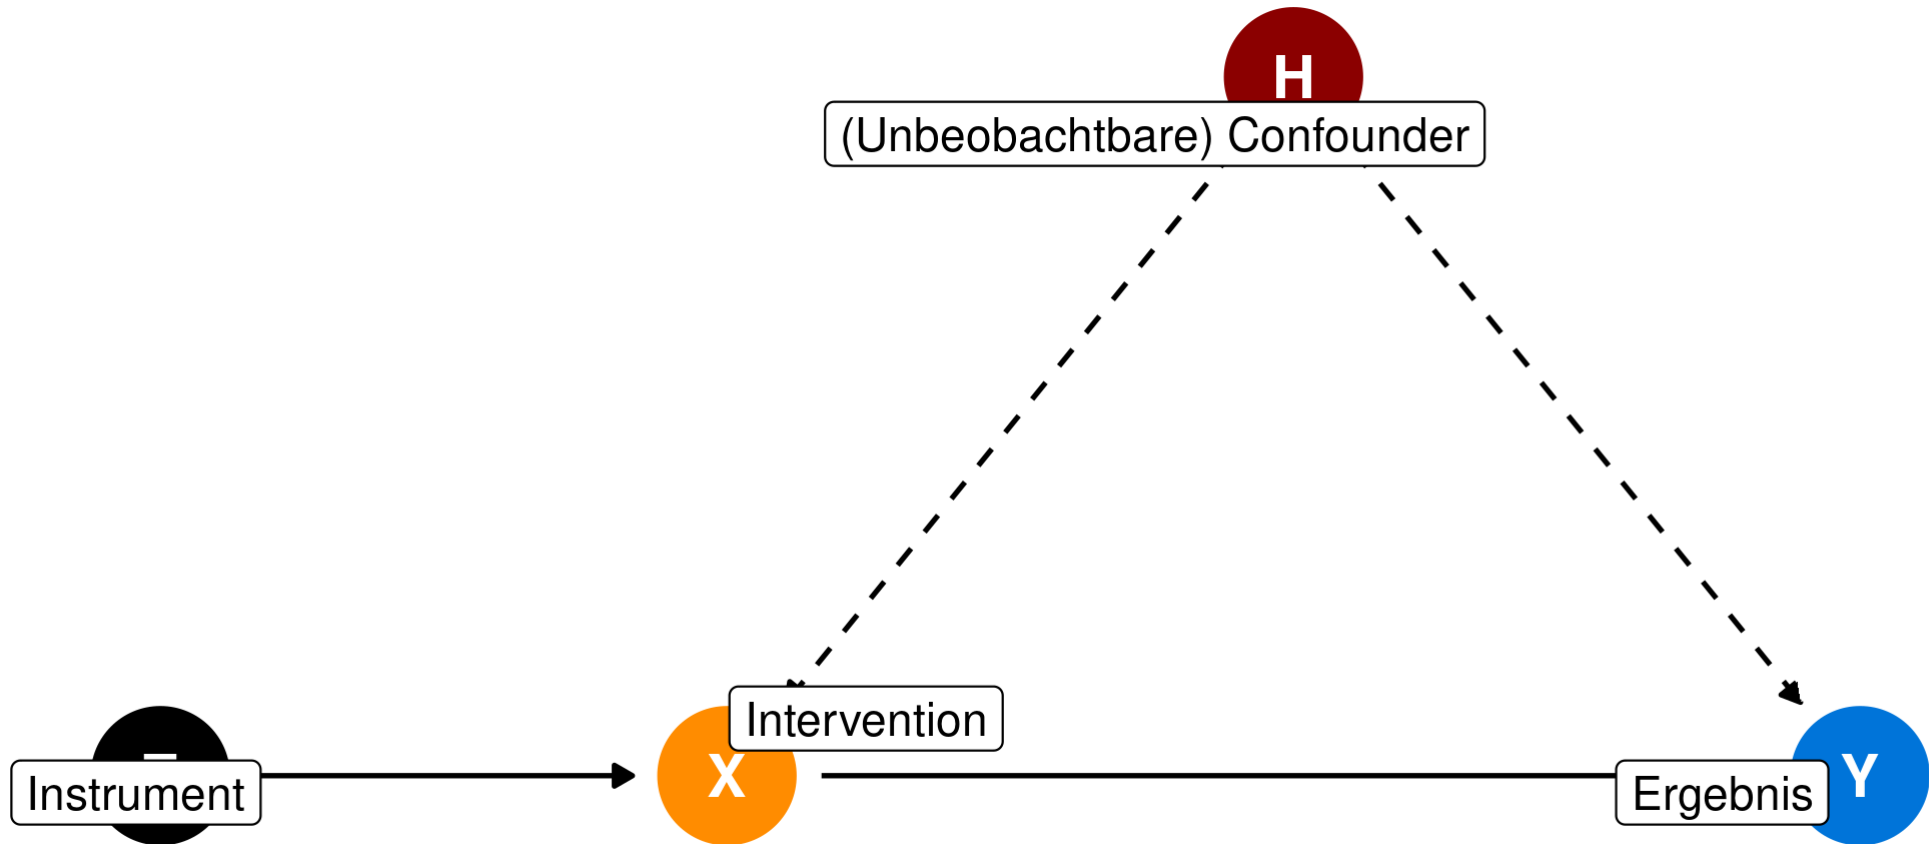 H
(Unbeobachtbare) Confounder
Intervention
X
Instrument
Ergebnis
Y